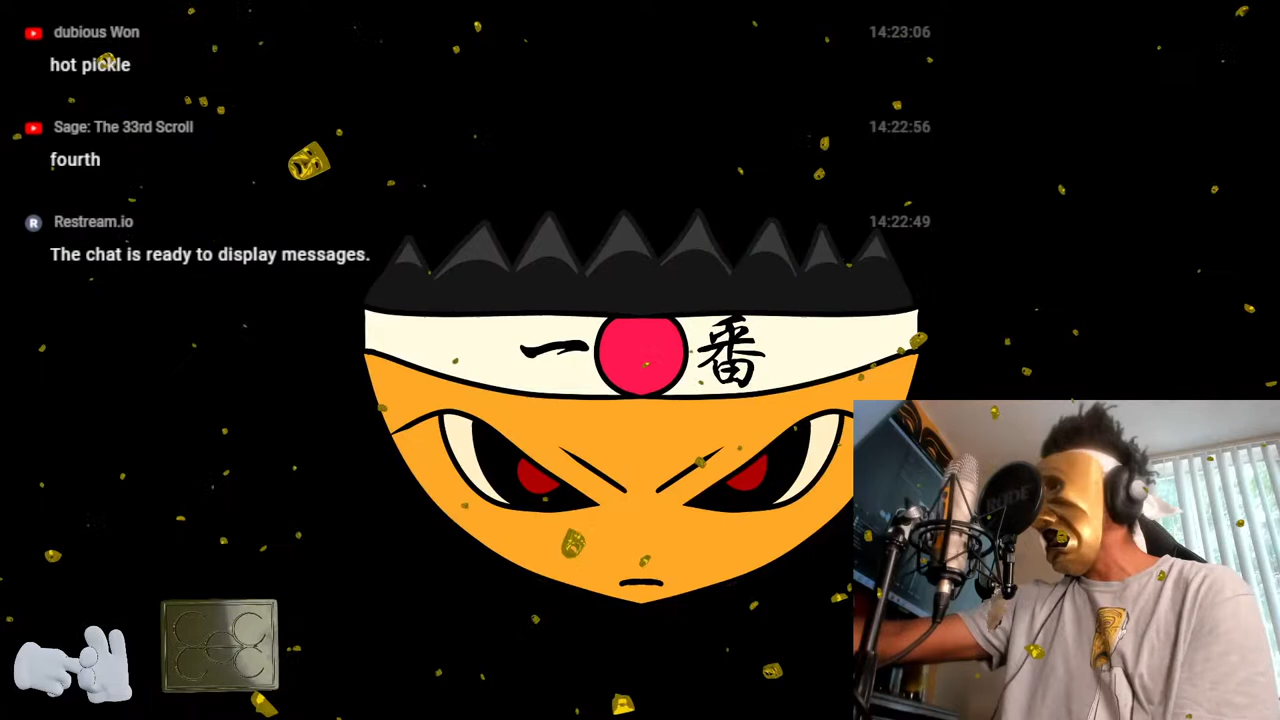 dubious Won 14:23:06
hot pickle
Sage: The 33rd Scroll 14:22:56
fourth
R Restream.io 14:22:49
The chat is ready to display messages.
一 番
RODE